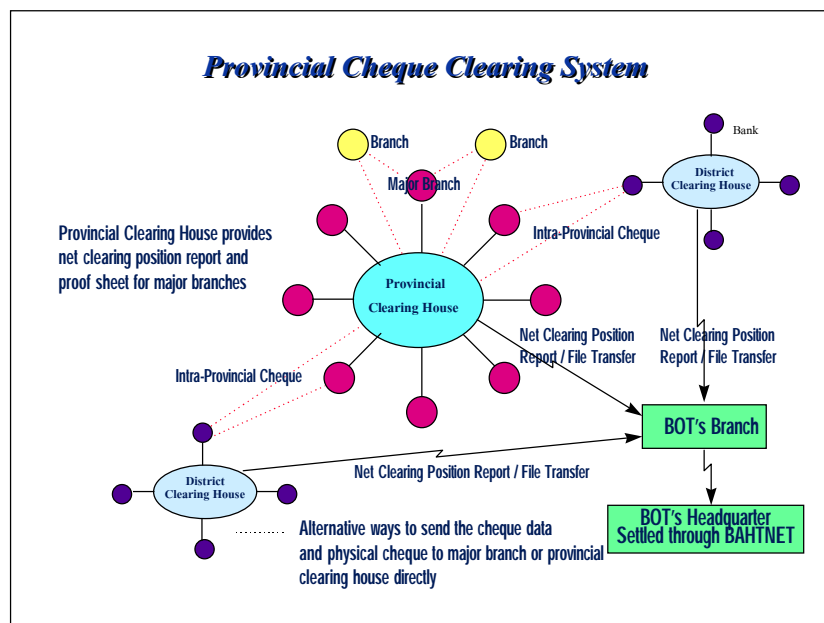 Provincial Cheque Clearing System
Branch
Branch
Bank
Major Branch
District
Clearing House
Intra-Provincial Cheque
Provincial Clearing House provides
net clearing position report and
proof sheet for major branches
Provincial
Clearing House
Net Clearing Position
Report / File Transfer
Net Clearing Position
Report / File Transfer
Intra-Provincial Cheque
BOT's Branch
Net Clearing Position Report / File Transfer
District
Clearing House
BOT's Headquarter
Settled through BAHTNET
Alternative ways to send the cheque data
and physical cheque to major branch or provincial
clearing house directly